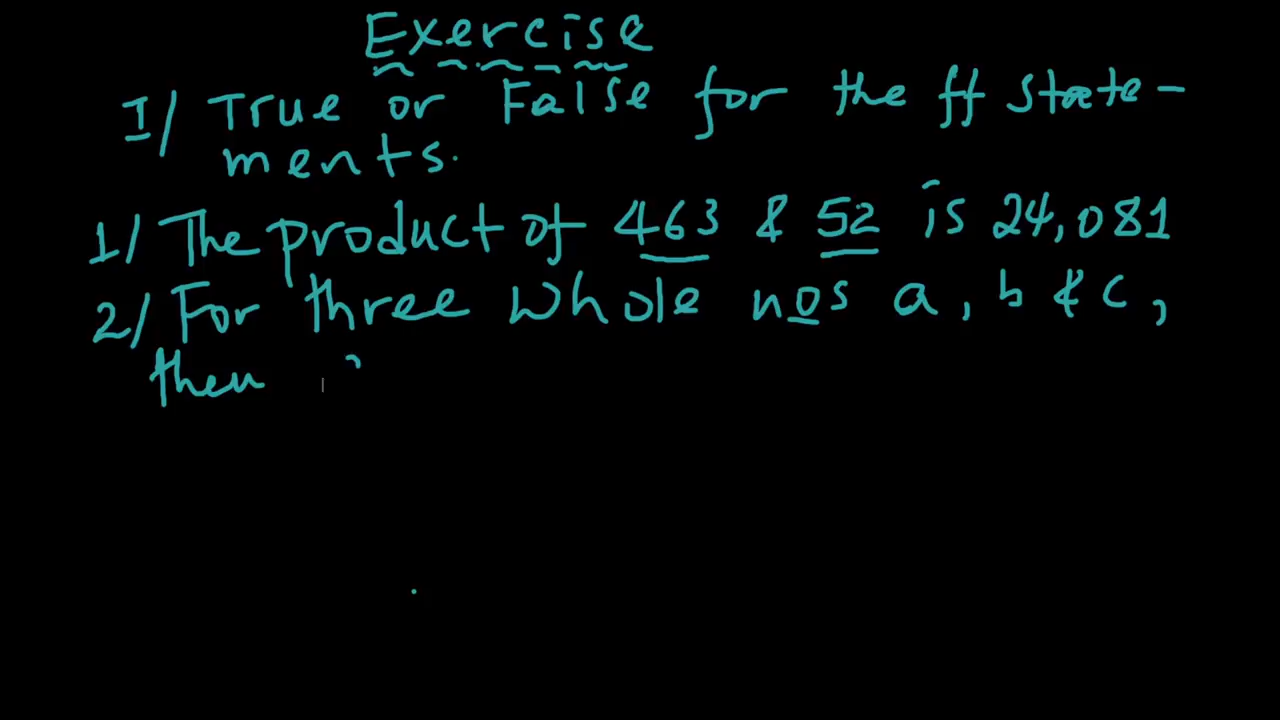 Exercise
I/ True or False for the ff state-
ments.
1/ The product of 463 & 52 is 24,081
2/ For three whole nos a, b & c,
then